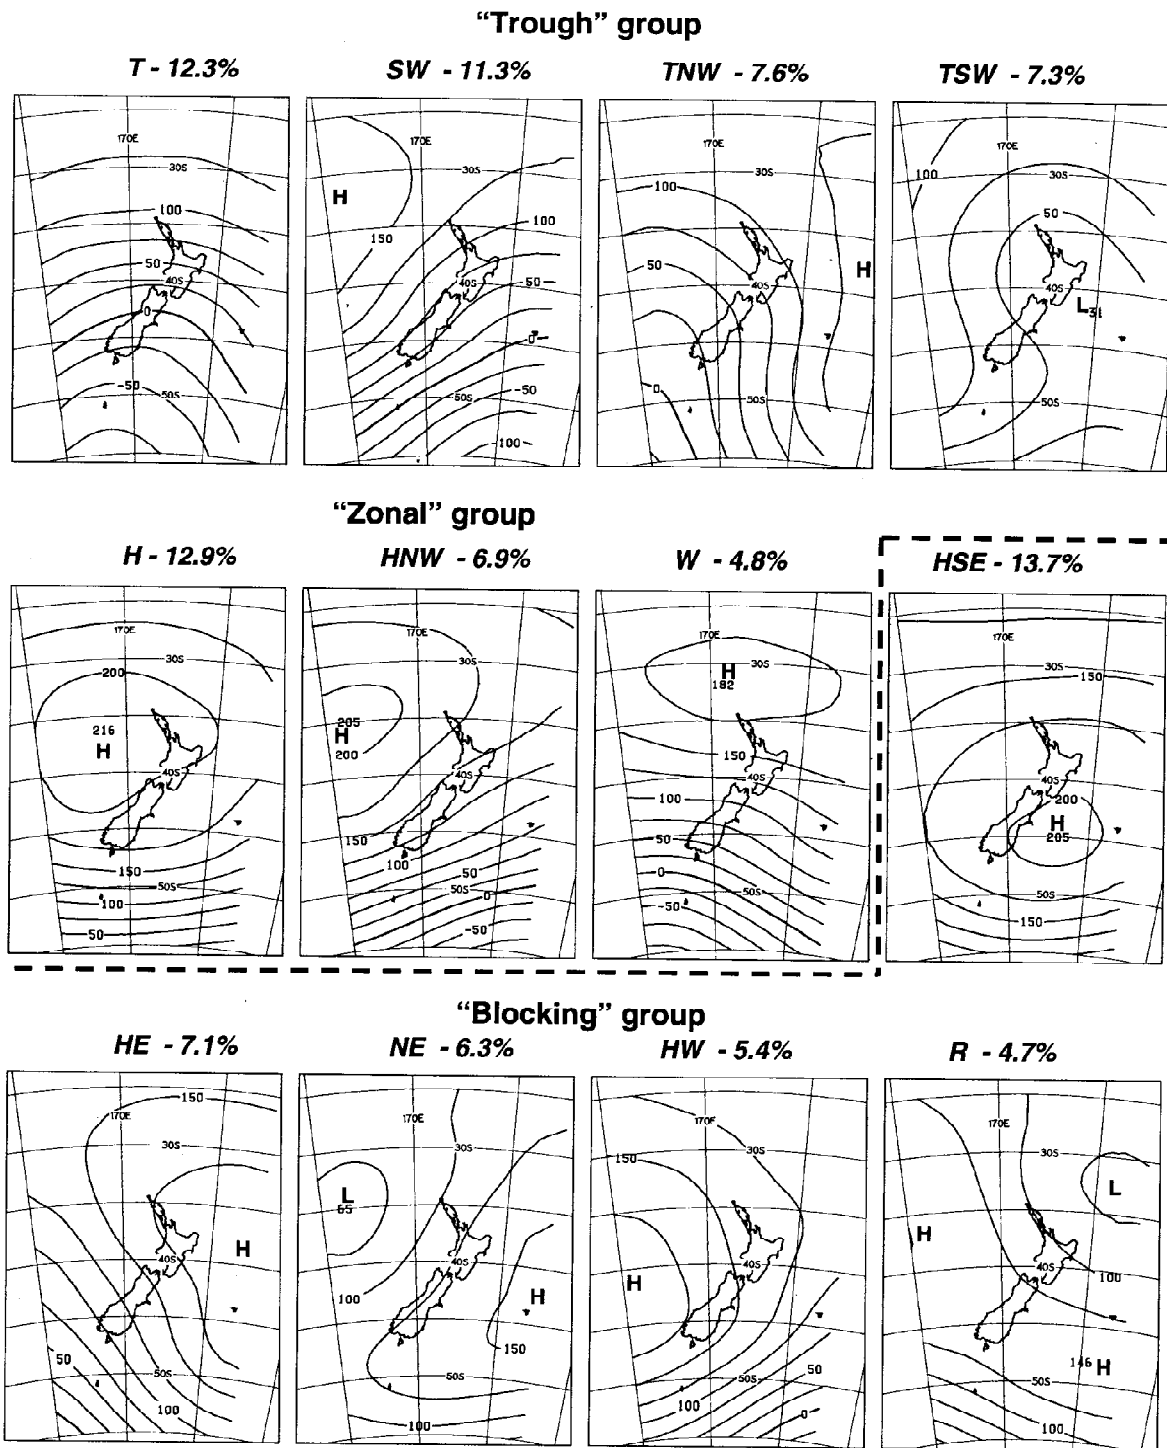 “Trough” group
T - 12.3%
SW - 11.3%
TNW - 7.6%
TSW - 7.3%
170E
30S
100
50
40S
0
-50
50S
170E
30S
H
150
100
40S
50
0
50S
-50
-100
170E
30S
100
50
H
40S
0
50S
170E
100
30S
50
40S
L31
50S
“Zonal” group
H - 12.9%
HNW - 6.9%
W - 4.8%
HSE - 13.7%
170E
30S
200
216
H
40S
150
50S
100
50
170E
30S
205
H
200
40S
150
100
50
50S
0
-50
170E
H
30S
182
150
40S
100
50
0
50S
-50
170E
30S
150
40S
200
H
205
50S
150
“Blocking” group
HE - 7.1%
NE - 6.3%
HW - 5.4%
R - 4.7%
150
170E
30S
H
40S
50
50S
100
170E
30S
L
65
40S
100
H
150
50S
100
170E
30S
150
40S
H
50S
50
100
0
170E
30S
L
H
40S
100
146 H
50S
100